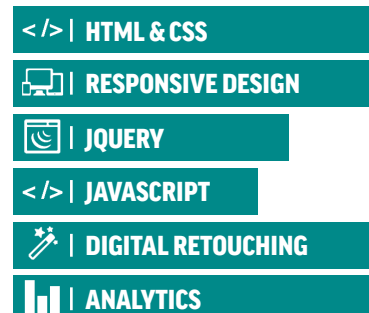 </> | HTML & CSS
| RESPONSIVE DESIGN
| JQUERY
</> | JAVASCRIPT
| DIGITAL RETOUCHING
| ANALYTICS